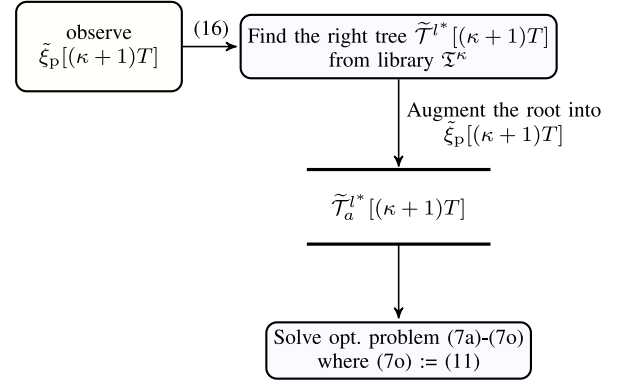 observe
ξ̃ₚ[(κ + 1)T]
(16)
Find the right tree 𝒯̃^{l*}[(κ + 1)T]
from library 𝔗^κ
Augment the root into
ξ̃ₚ[(κ + 1)T]
𝒯̃ₐ^{l*}[(κ + 1)T]
Solve opt. problem (7a)-(7o)
where (7o) := (11)